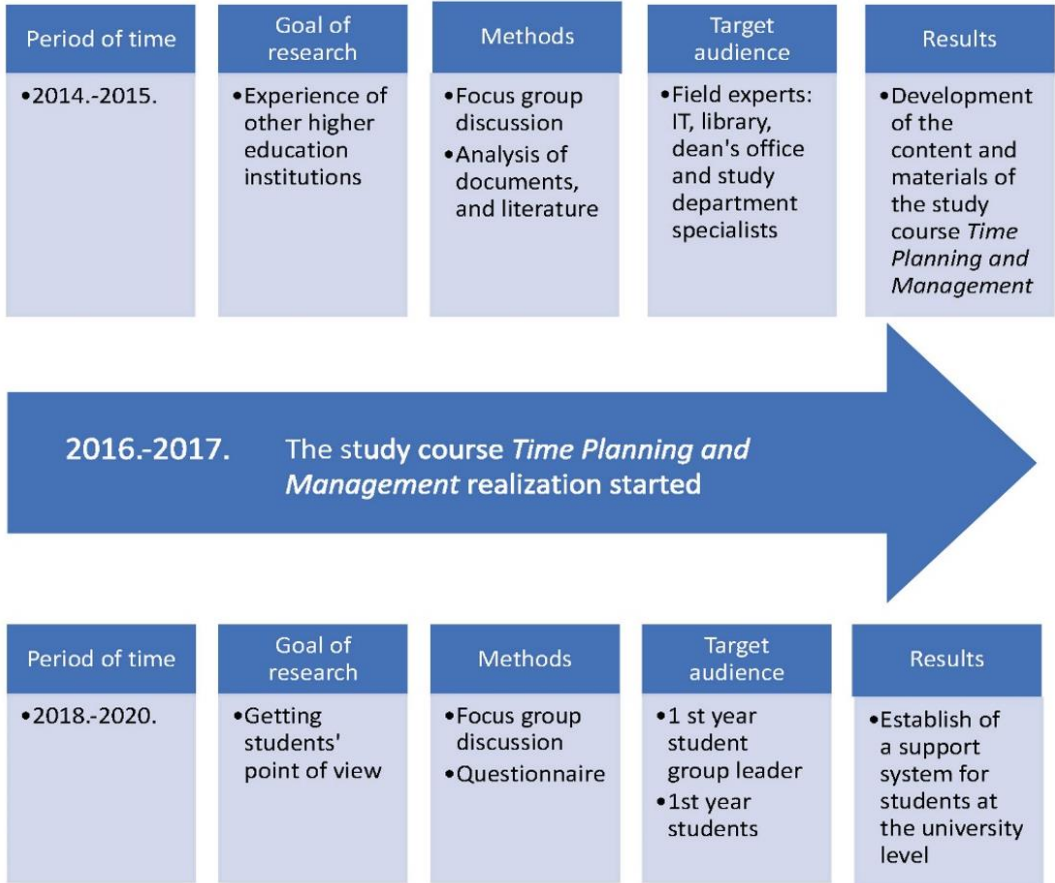 Period of time
•2014.-2015.
Goal of
research
•Experience of
other higher
education
institutions
Methods
•Focus group
discussion
•Analysis of
documents,
and literature
Target
audience
•Field experts:
IT, library,
dean's office
and study
department
specialists
Results
•Development
of the
content and
materials of
the study
course Time
Planning and
Management
2016.-2017. The study course Time Planning and
Management realization started
Period of time
•2018.-2020.
Goal of
research
•Getting
students'
point of view
Methods
•Focus group
discussion
•Questionnaire
Target
audience
•1 st year
student
group leader
•1st year
students
Results
•Establish of
a support
system for
students at
the university
level